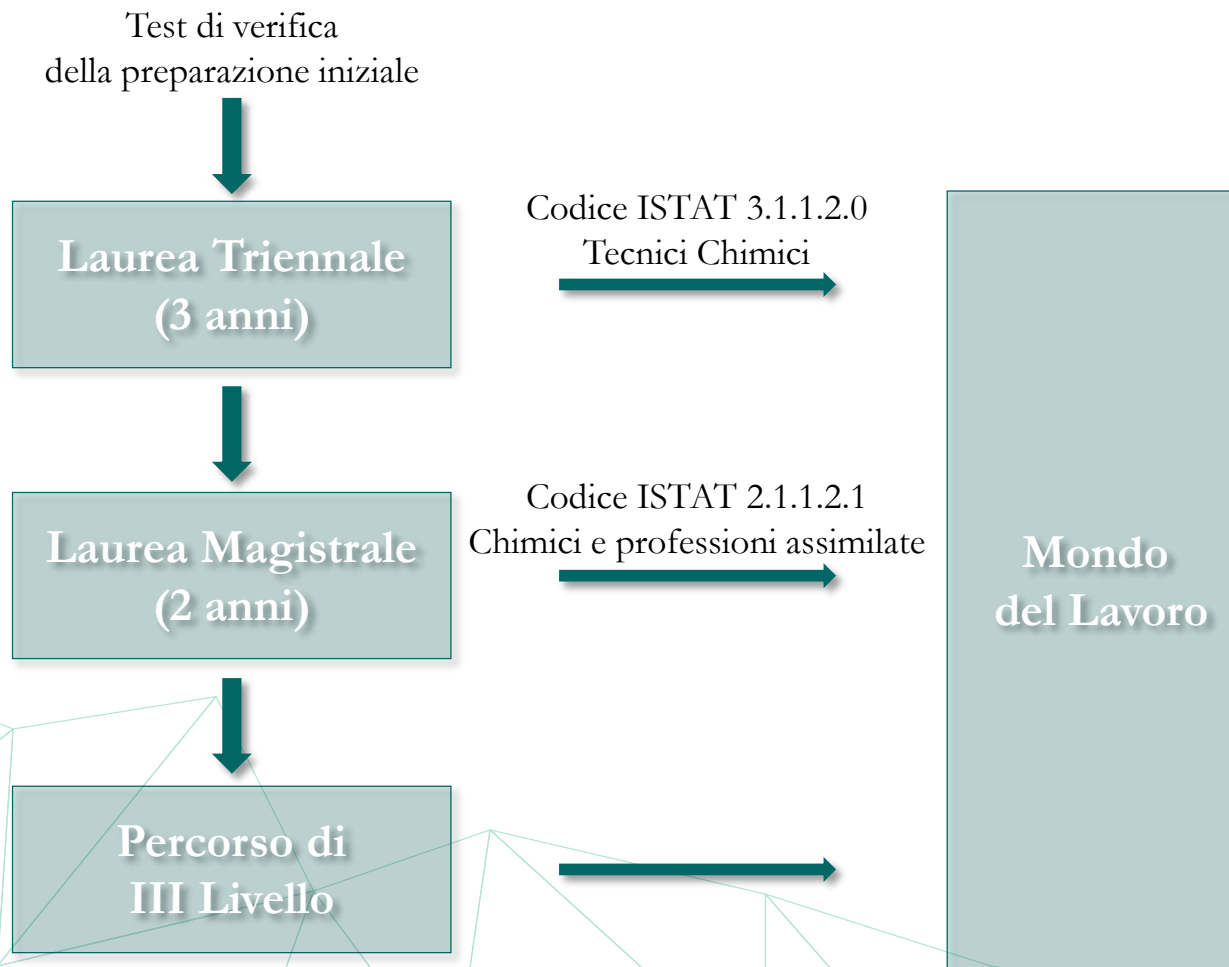 Test di verifica
della preparazione iniziale
Laurea Triennale
(3 anni)
Codice ISTAT 3.1.1.2.0
Tecnici Chimici
Laurea Magistrale
(2 anni)
Codice ISTAT 2.1.1.2.1
Chimici e professioni assimilate
Mondo
del Lavoro
Percorso di
III Livello